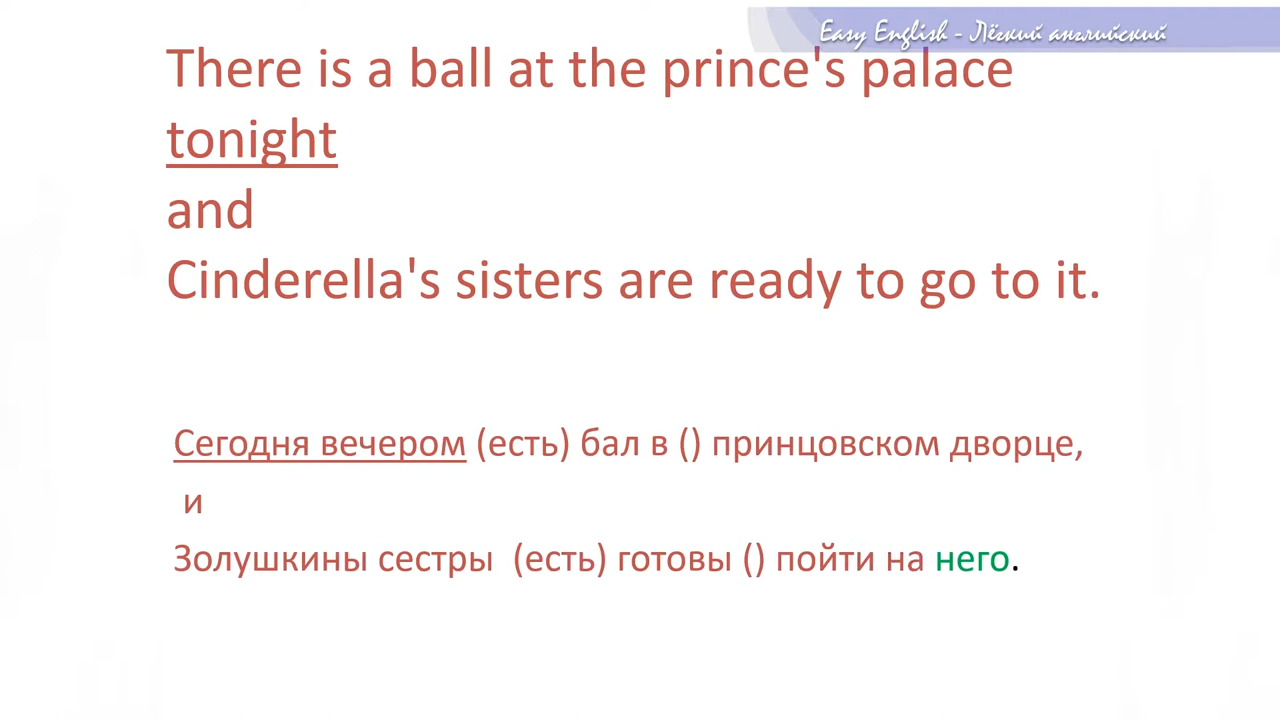 Easy English - Лёгкий английский
There is a ball at the prince's palace
tonight
and
Cinderella's sisters are ready to go to it.
Сегодня вечером (есть) бал в () принцовском дворце,
и
Золушкины сестры (есть) готовы () пойти на него.